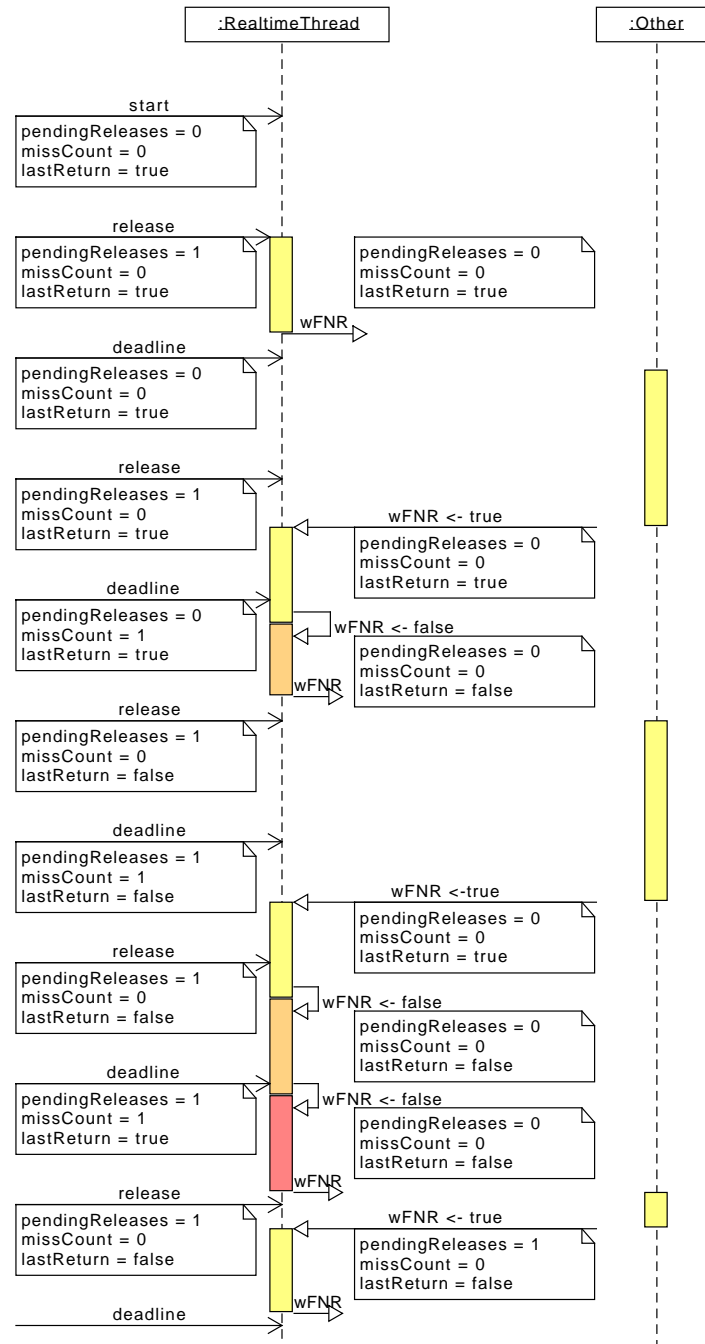 :RealtimeThread
:Other
start
pendingReleases = 0
missCount = 0
lastReturn = true
release
pendingReleases = 1
missCount = 0
lastReturn = true
pendingReleases = 0
missCount = 0
lastReturn = true
wFNR
deadline
pendingReleases = 0
missCount = 0
lastReturn = true
release
pendingReleases = 1
missCount = 0
lastReturn = true
wFNR <- true
pendingReleases = 0
missCount = 0
lastReturn = true
deadline
pendingReleases = 0
missCount = 1
lastReturn = true
wFNR <- false
pendingReleases = 0
missCount = 0
lastReturn = false
wFNR
release
pendingReleases = 1
missCount = 0
lastReturn = false
deadline
pendingReleases = 1
missCount = 1
lastReturn = false
wFNR <-true
pendingReleases = 0
missCount = 0
lastReturn = true
release
pendingReleases = 1
missCount = 0
lastReturn = false
wFNR <- false
pendingReleases = 0
missCount = 0
lastReturn = false
deadline
pendingReleases = 1
missCount = 1
lastReturn = true
wFNR <- false
pendingReleases = 0
missCount = 0
lastReturn = false
wFNR
release
pendingReleases = 1
missCount = 0
lastReturn = false
wFNR <- true
pendingReleases = 1
missCount = 0
lastReturn = false
wFNR
deadline